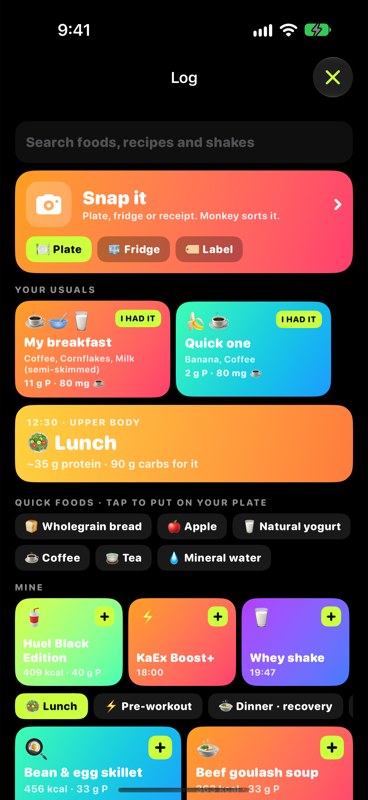 9:41
Log
Search foods, recipes and shakes
Snap it
Plate, fridge or receipt. Monkey sorts it.
Plate
Fridge
Label
YOUR USUALS
I HAD IT
My breakfast
Coffee, Cornflakes, Milk
(semi-skimmed)
11 g P · 80 mg
I HAD IT
Quick one
Banana, Coffee
2 g P · 80 mg
12:30 · UPPER BODY
Lunch
~35 g protein · 90 g carbs for it
QUICK FOODS · TAP TO PUT ON YOUR PLATE
Wholegrain bread
Apple
Natural yogurt
Coffee
Tea
Mineral water
MINE
Huel Black
Edition
409 kcal · 40 g P
KaEx Boost+
18:00
Whey shake
19:47
Lunch
Pre-workout
Dinner · recovery
Bean & egg skillet
456 kcal · 33 g P
Beef goulash soup
33 g P